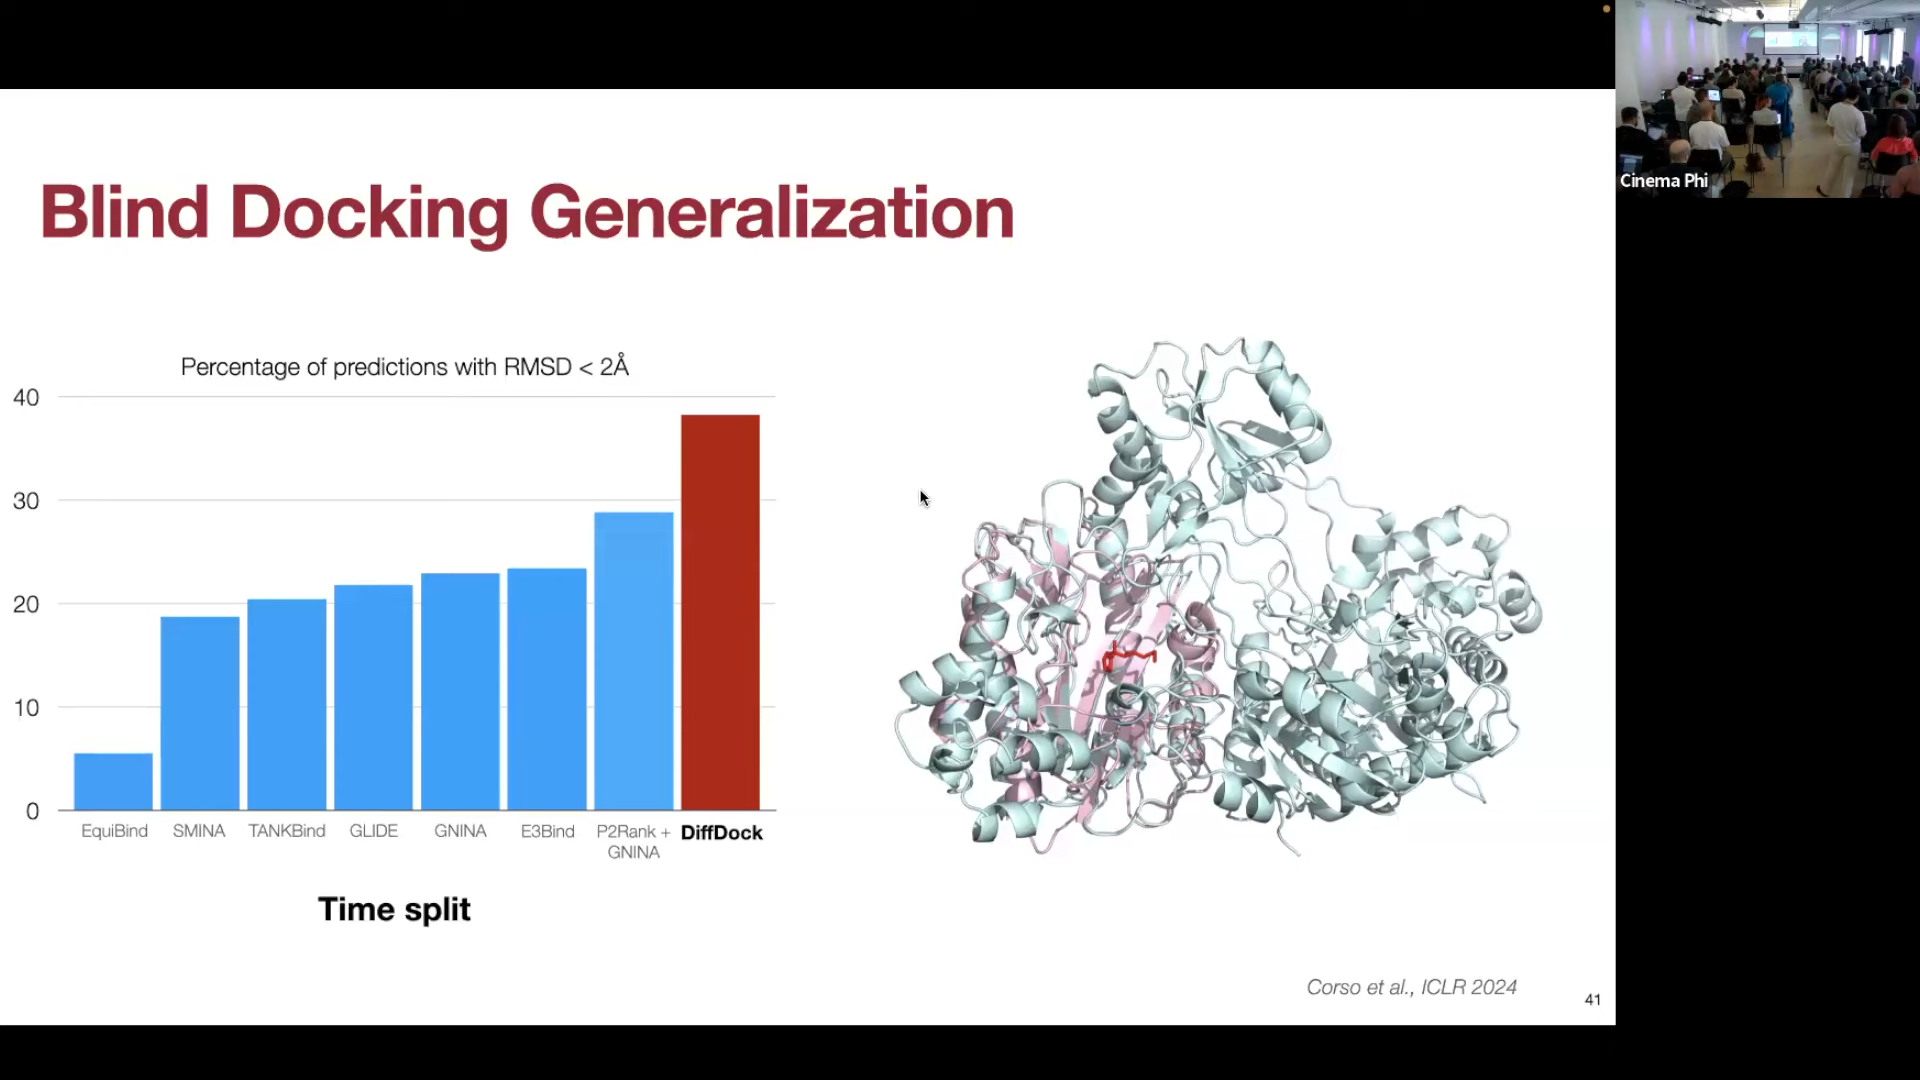 Blind Docking Generalization
Percentage of predictions with RMSD < 2Å
40
30
20
10
0
EquiBind
SMINA
TANKBind
GLIDE
GNINA
E3Bind
P2Rank +
GNINA
DiffDock
Time split
Corso et al., ICLR 2024
41
Cinema Phi